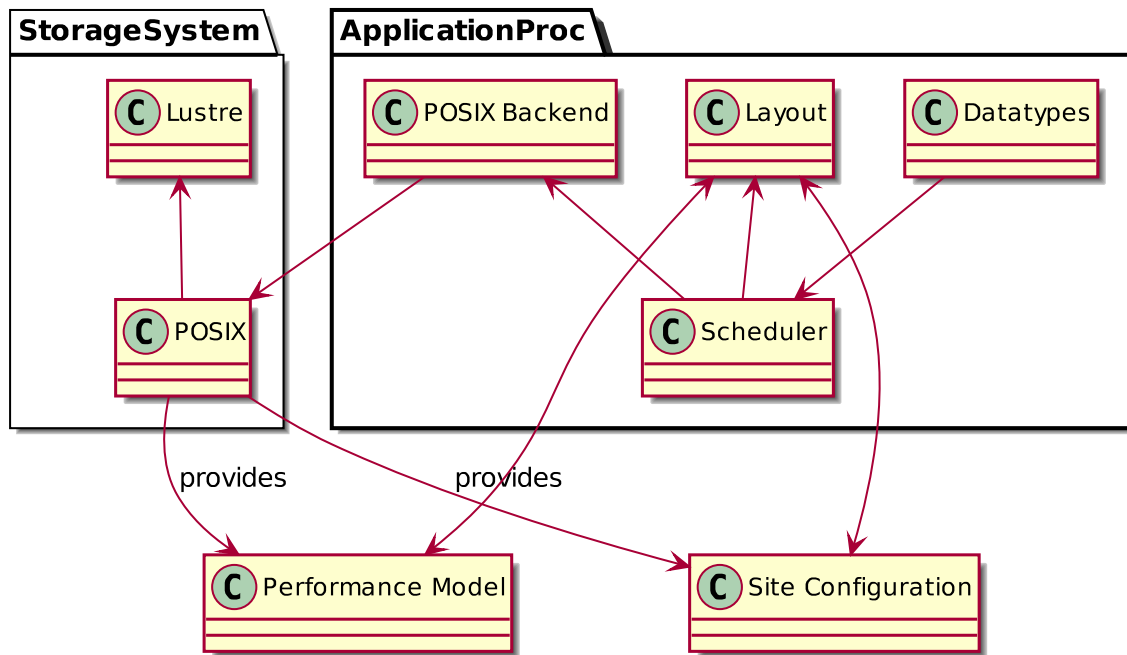 StorageSystem
ApplicationProc
C Lustre
C POSIX Backend
C Layout
C Datatypes
C POSIX
C Scheduler
provides
provides
C Performance Model
C Site Configuration